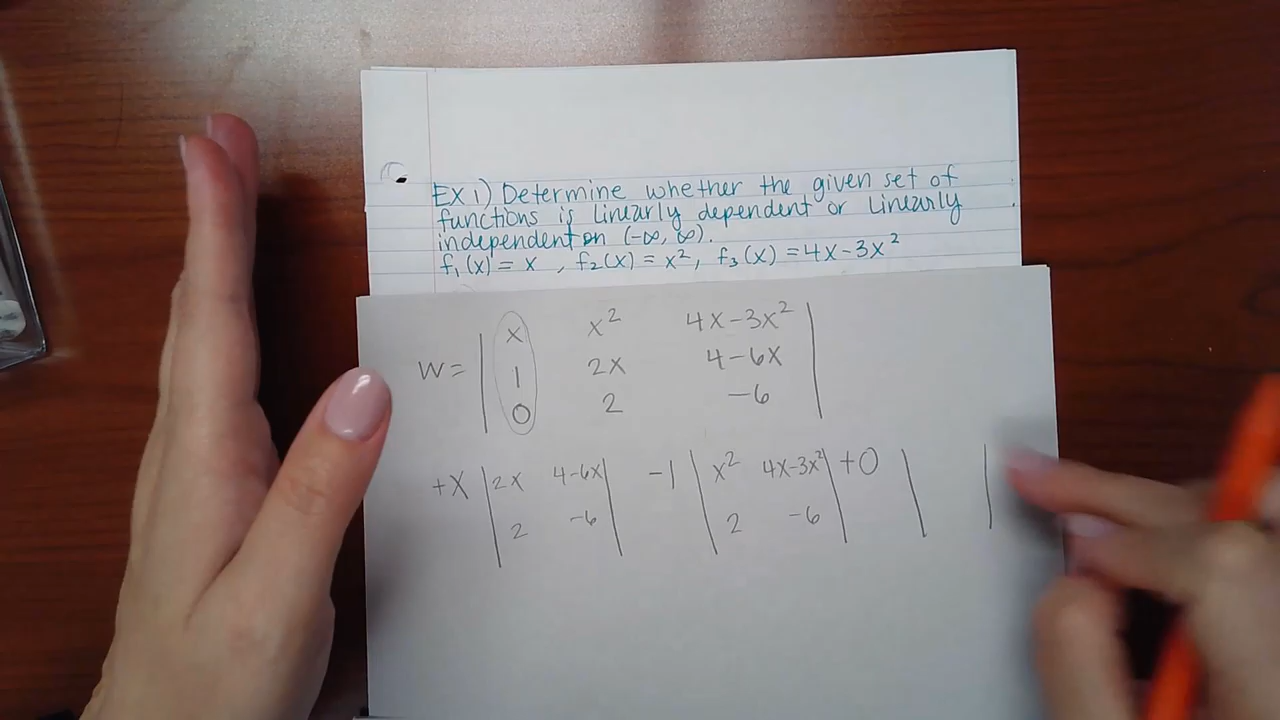 EX 1) Determine whether the given set of
functions is linearly dependent or linearly
independent on (-∞, ∞).
f₁(x) = x , f₂(x) = x², f₃(x) = 4x-3x²
W= | x x² 4x-3x² |
| 1 2x 4-6x |
| 0 2 -6 |
+x | 2x 4-6x | -1 | x² 4x-3x² | +0 | |
| 2 -6 | | 2 -6 |